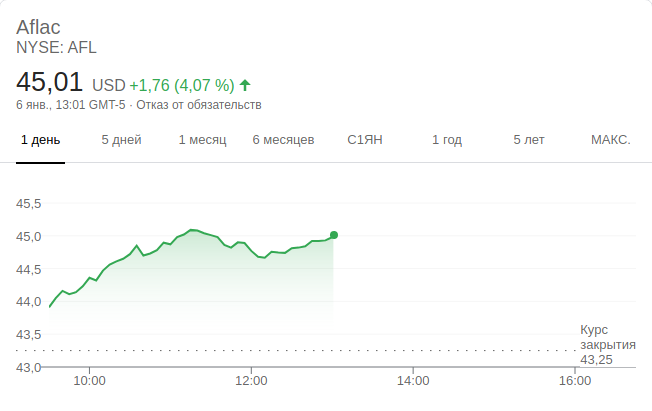 Aflac
NYSE: AFL
45,01 USD +1,76 (4,07 %)
6 янв., 13:01 GMT-5 · Отказ от обязательств
1 день 5 дней 1 месяц 6 месяцев С1ЯН 1 год 5 лет МАКС.
45,5
45,0
44,5
44,0
43,5
Курс
закрытия
43,25
43,0
10:00 12:00 14:00 16:00